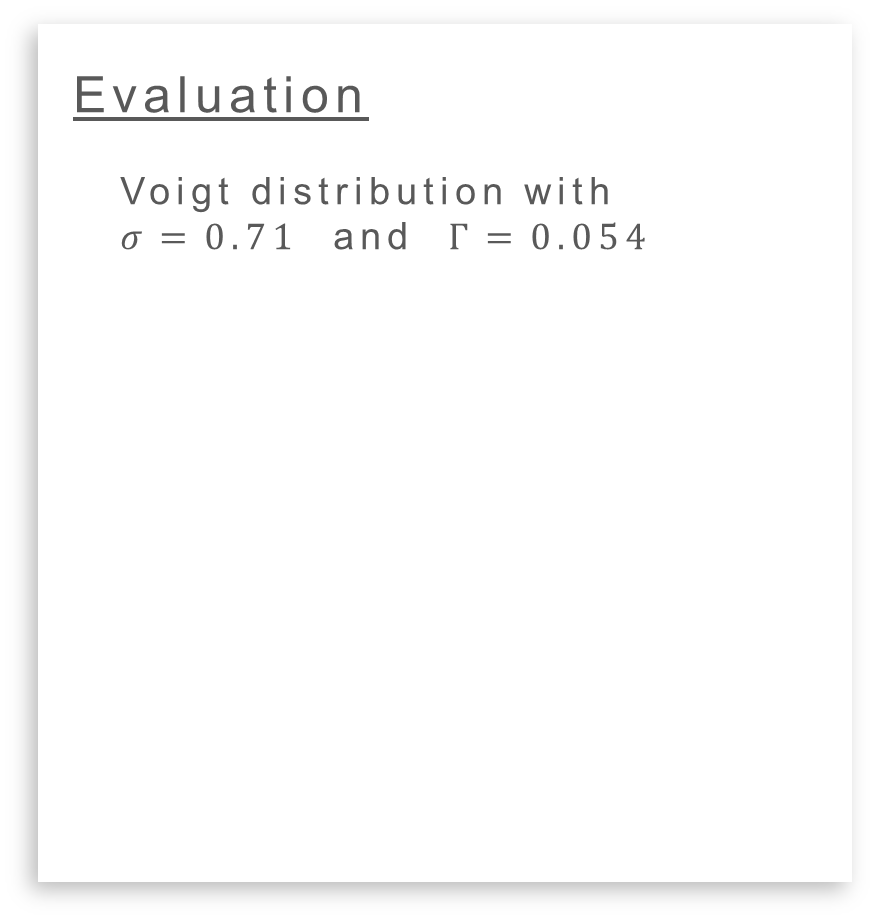 Evaluation
Voigt distribution with
σ = 0.71 and Γ = 0.054